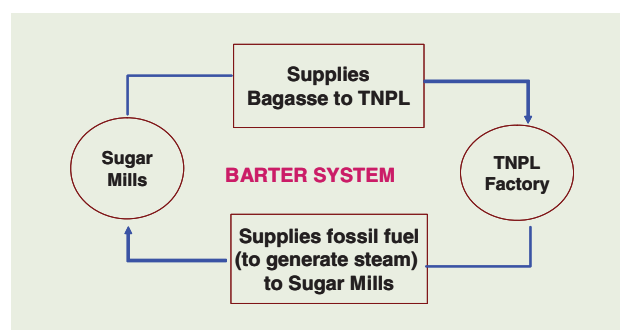 Supplies
Bagasse to TNPL
Sugar
Mills
BARTER SYSTEM
TNPL
Factory
Supplies fossil fuel
(to generate steam)
to Sugar Mills